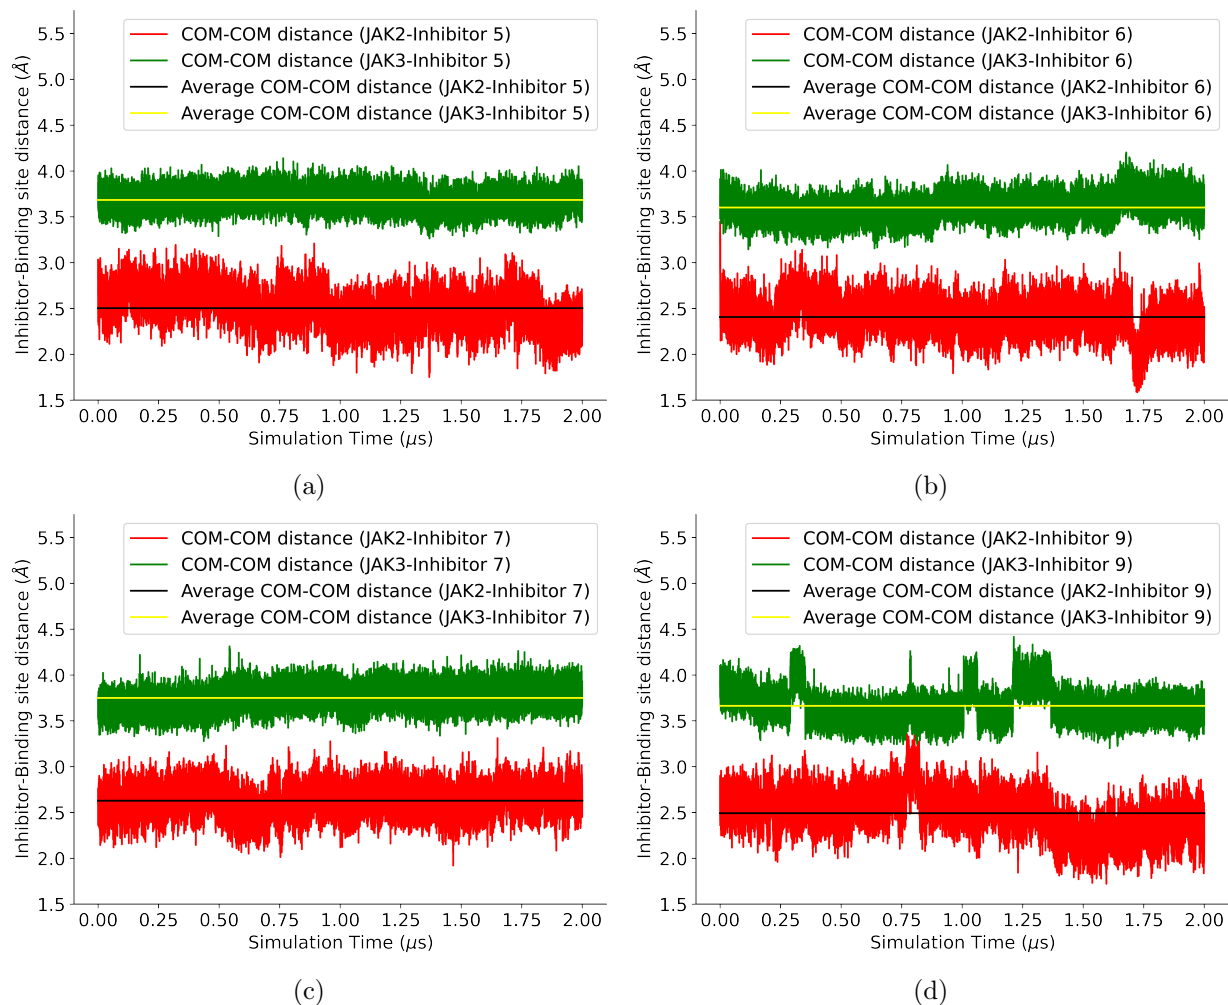 5.5
5.0
4.5
4.0
3.5
3.0
2.5
2.0
1.5
Inhibitor-Binding site distance (Å)
COM-COM distance (JAK2-Inhibitor 5)
COM-COM distance (JAK3-Inhibitor 5)
Average COM-COM distance (JAK2-Inhibitor 5)
Average COM-COM distance (JAK3-Inhibitor 5)
0.00 0.25 0.50 0.75 1.00 1.25 1.50 1.75 2.00
Simulation Time (μs)
(a)
5.5
5.0
4.5
4.0
3.5
3.0
2.5
2.0
1.5
Inhibitor-Binding site distance (Å)
COM-COM distance (JAK2-Inhibitor 6)
COM-COM distance (JAK3-Inhibitor 6)
Average COM-COM distance (JAK2-Inhibitor 6)
Average COM-COM distance (JAK3-Inhibitor 6)
0.00 0.25 0.50 0.75 1.00 1.25 1.50 1.75 2.00
Simulation Time (μs)
(b)
5.5
5.0
4.5
4.0
3.5
3.0
2.5
2.0
1.5
Inhibitor-Binding site distance (Å)
COM-COM distance (JAK2-Inhibitor 7)
COM-COM distance (JAK3-Inhibitor 7)
Average COM-COM distance (JAK2-Inhibitor 7)
Average COM-COM distance (JAK3-Inhibitor 7)
0.00 0.25 0.50 0.75 1.00 1.25 1.50 1.75 2.00
Simulation Time (μs)
(c)
5.5
5.0
4.5
4.0
3.5
3.0
2.5
2.0
1.5
Inhibitor-Binding site distance (Å)
COM-COM distance (JAK2-Inhibitor 9)
COM-COM distance (JAK3-Inhibitor 9)
Average COM-COM distance (JAK2-Inhibitor 9)
Average COM-COM distance (JAK3-Inhibitor 9)
0.00 0.25 0.50 0.75 1.00 1.25 1.50 1.75 2.00
Simulation Time (μs)
(d)